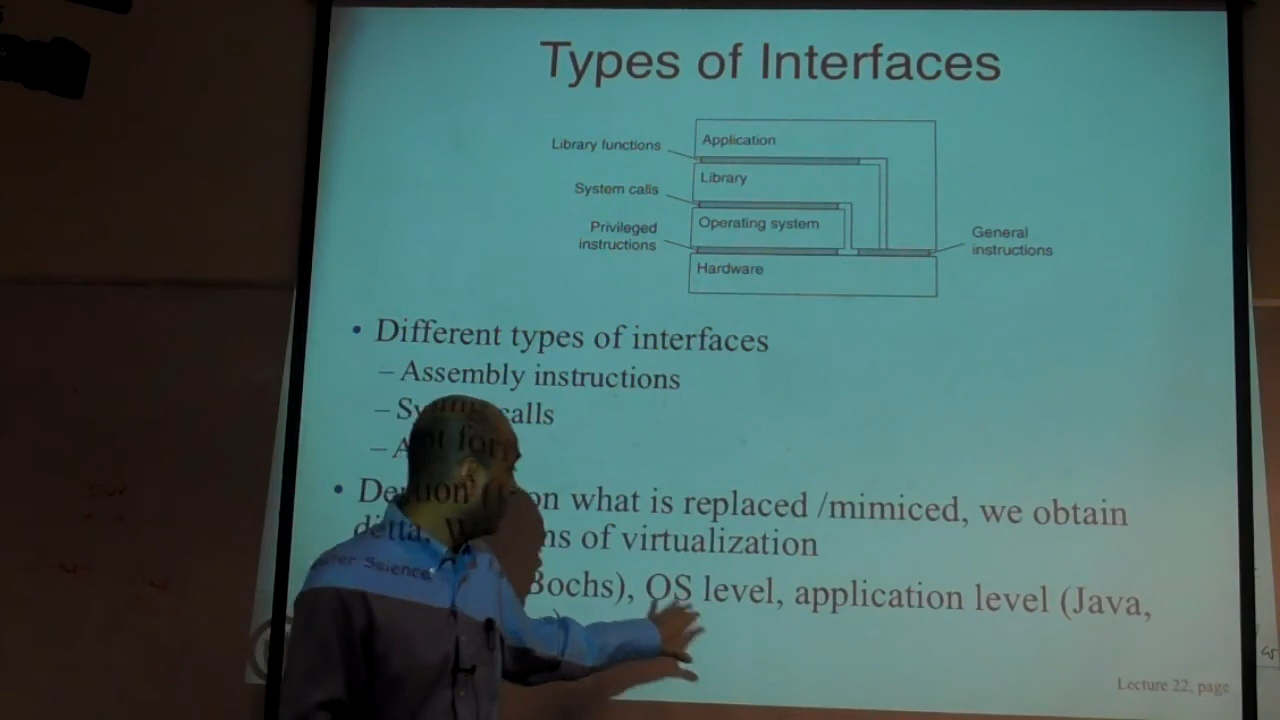 Types of Interfaces
Application
Library functions
Library
System calls
Operating system
Privileged
instructions
General
instructions
Hardware
• Different types of interfaces
– Assembly instructions
– calls
– A
• on what is replaced /mimiced, we obtain
of virtualization
Bochs), OS level, application level (Java,
Lecture 22, page